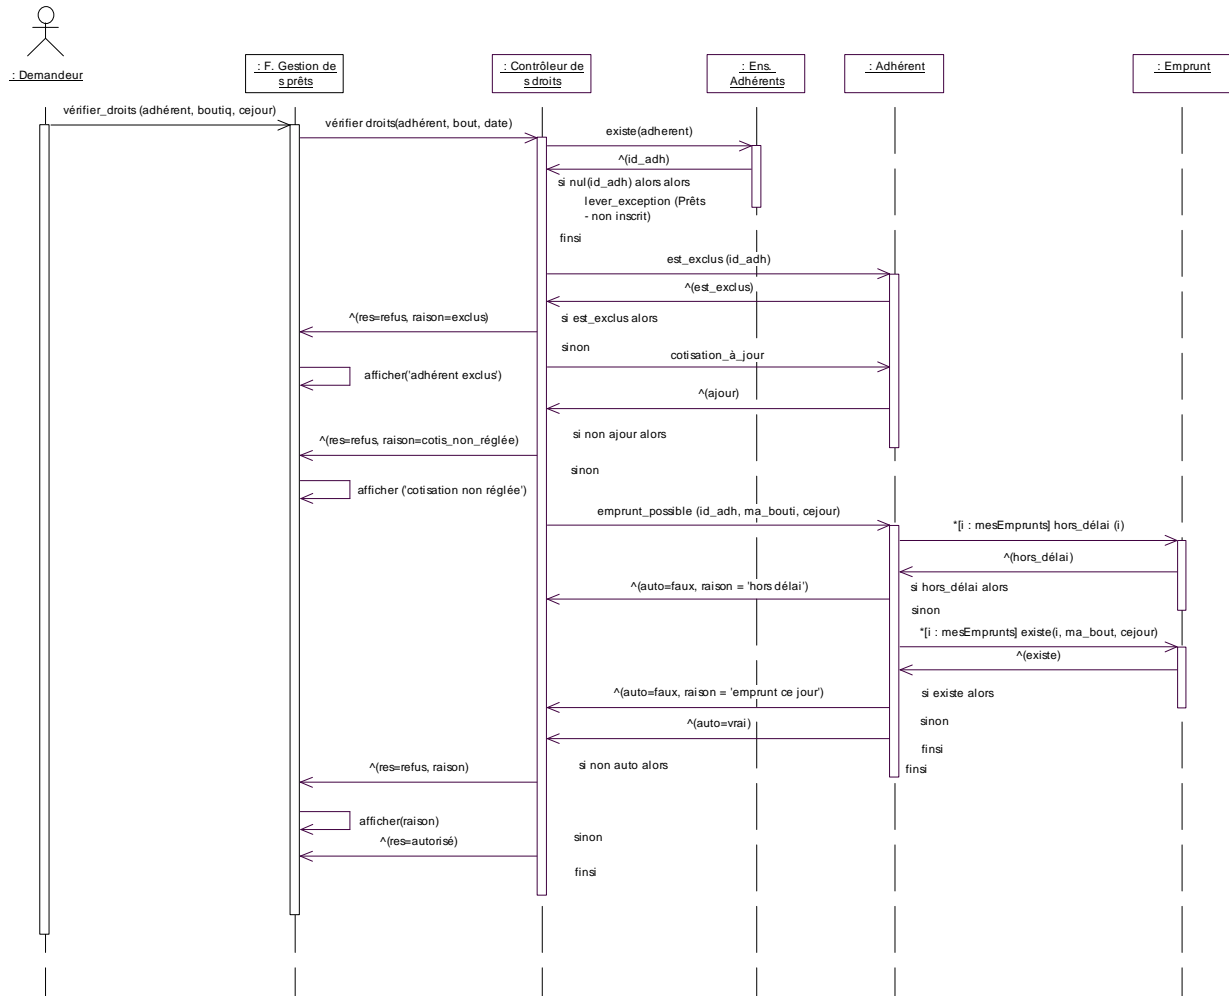 : Demandeur
: F. Gestion de
s prêts
: Contrôleur de
s droits
: Ens.
Adhérents
: Adhérent
: Emprunt
vérifier_droits (adhérent, boutiq, cejour)
vérifier droits(adhérent, bout, date)
existe(adherent)
^(id_adh)
si nul(id_adh) alors alors
lever_exception (Prêts
- non inscrit)
finsi
est_exclus (id_adh)
^(est_exclus)
si est_exclus alors
^(res=refus, raison=exclus)
sinon
cotisation_à_jour
afficher('adhérent exclus')
^(ajour)
si non ajour alors
^(res=refus, raison=cotis_non_réglée)
sinon
afficher ('cotisation non réglée')
emprunt_possible (id_adh, ma_bouti, cejour)
*[i : mesEmprunts] hors_délai (i)
^(hors_délai)
si hors_délai alors
^(auto=faux, raison = 'hors délai')
sinon
*[i : mesEmprunts] existe(i, ma_bout, cejour)
^(existe)
si existe alors
^(auto=faux, raison = 'emprunt ce jour')
sinon
^(auto=vrai)
finsi
finsi
si non auto alors
^(res=refus, raison)
afficher(raison)
sinon
^(res=autorisé)
finsi